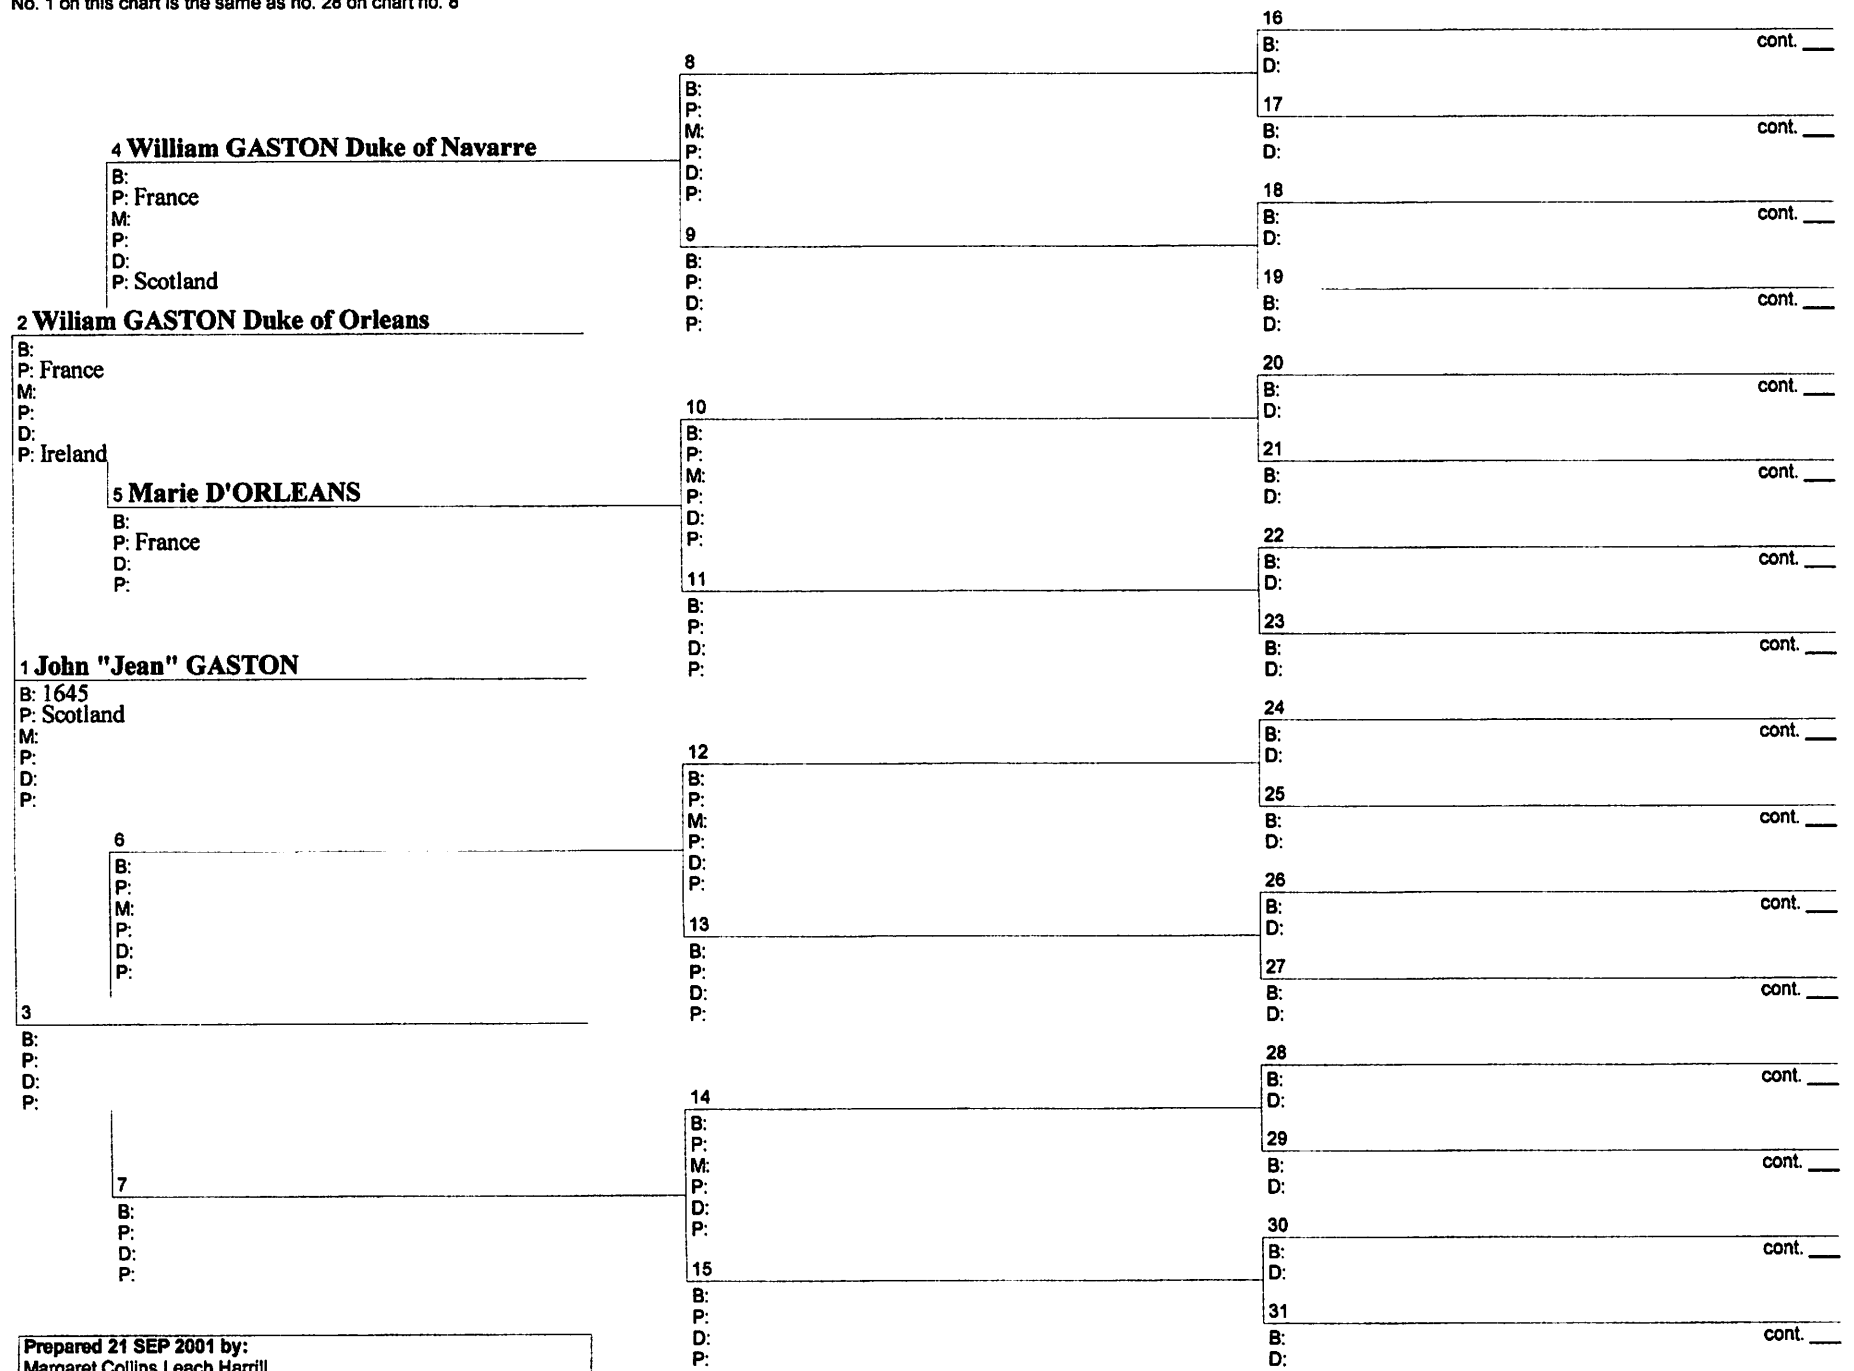 No. 1 on this chart is the same as no. 28 on chart no. 8
4 William GASTON Duke of Navarre
B:
P: France
M:
P:
D:
P: Scotland
2 Wiliam GASTON Duke of Orleans
B:
P: France
M:
P:
D:
P: Ireland
5 Marie D'ORLEANS
B:
P: France
D:
P:
1 John "Jean" GASTON
B: 1645
P: Scotland
M:
P:
D:
P:
6
B:
P:
M:
P:
D:
P:
3
B:
P:
D:
P:
7
B:
P:
D:
P:
Prepared 21 SEP 2001 by:
Margaret Collins Leach Harrill
8
B:
P:
M:
P:
D:
P:
9
B:
P:
D:
P:
10
B:
P:
M:
P:
D:
P:
11
B:
P:
D:
P:
12
B:
P:
M:
P:
D:
P:
13
B:
P:
D:
P:
14
B:
P:
M:
P:
D:
P:
15
B:
P:
D:
P:
16
B: cont. ___
D:
17
B: cont. ___
D:
18
B: cont. ___
D:
19
B: cont. ___
D:
20
B: cont. ___
D:
21
B: cont. ___
D:
22
B: cont. ___
D:
23
B: cont. ___
D:
24
B: cont. ___
D:
25
B: cont. ___
D:
26
B: cont. ___
D:
27
B: cont. ___
D:
28
B: cont. ___
D:
29
B: cont. ___
D:
30
B: cont. ___
D:
31
B: cont. ___
D: